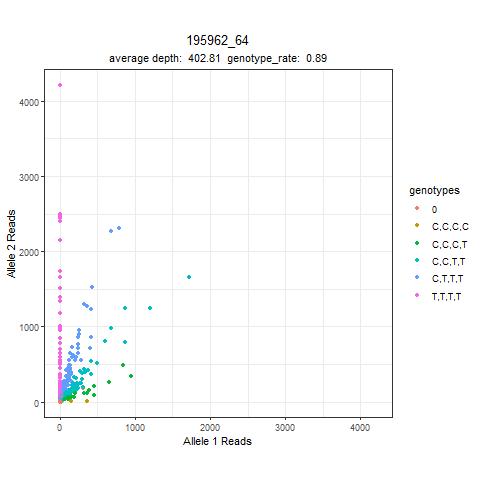 195962_64
average depth:  402.81  genotype_rate:  0.89
Allele 2 Reads
4000
3000
2000
1000
0
0
1000
2000
3000
4000
Allele 1 Reads
genotypes
0
C,C,C,C
C,C,C,T
C,C,T,T
C,T,T,T
T,T,T,T